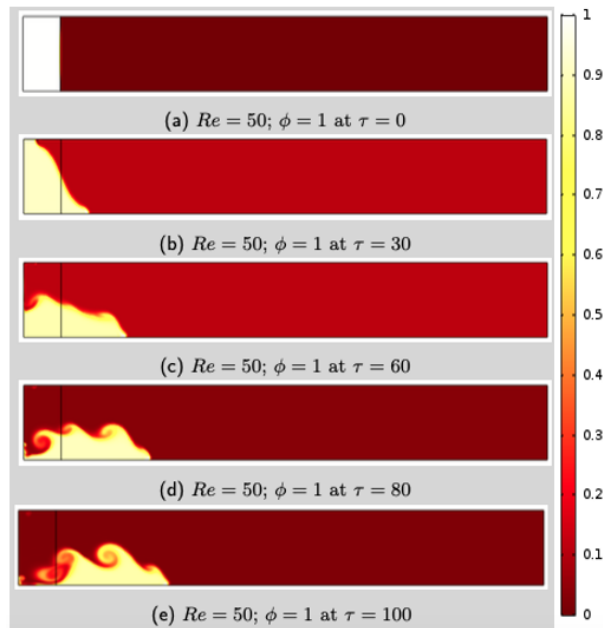 (a) Re = 50; ϕ = 1 at τ = 0
(b) Re = 50; ϕ = 1 at τ = 30
(c) Re = 50; ϕ = 1 at τ = 60
(d) Re = 50; ϕ = 1 at τ = 80
(e) Re = 50; ϕ = 1 at τ = 100
1
0.9
0.8
0.7
0.6
0.5
0.4
0.3
0.2
0.1
0